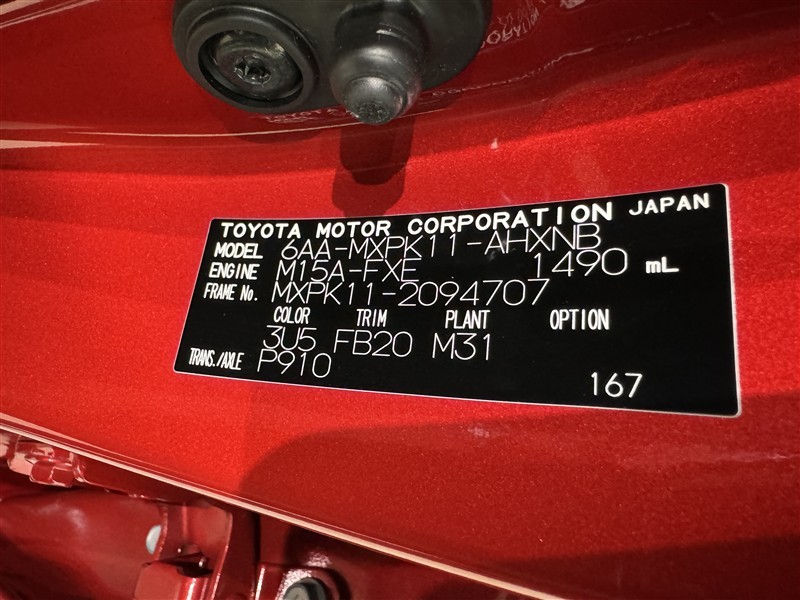 TOYOTA MOTOR CORPORATION JAPAN
MODEL 6AA-MXPK11-AHXNB
ENGINE M15A-FXE 1490 mL
FRAME No. MXPK11-2094707
COLOR TRIM PLANT OPTION
3U5 FB20 M31
TRANS./AXLE P910
167